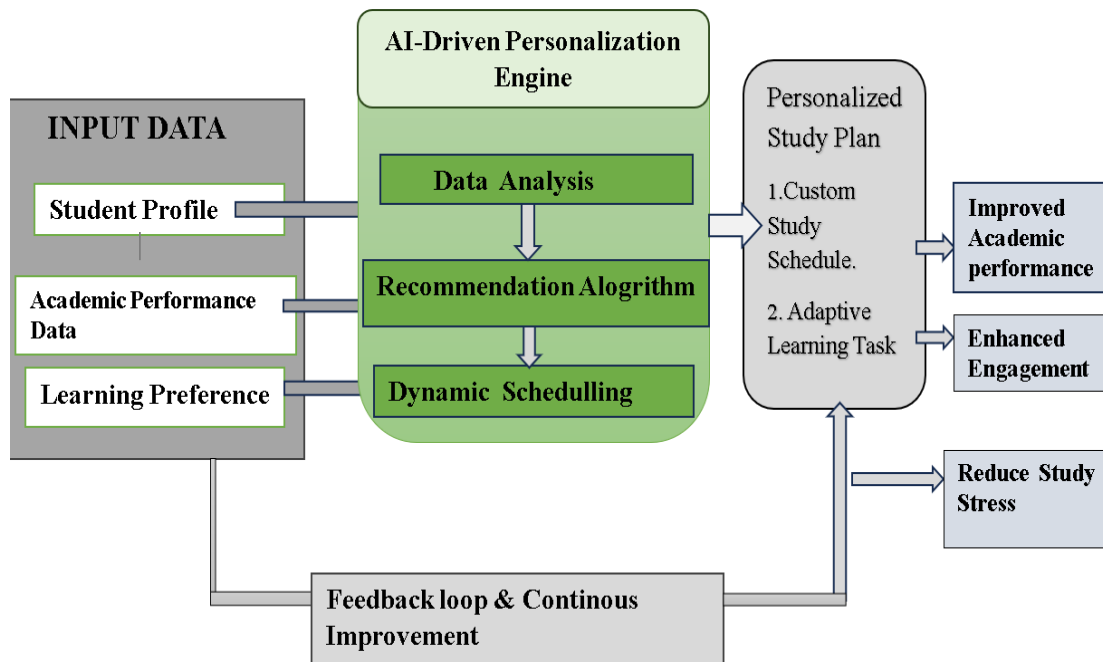 AI-Driven Personalization
Engine
INPUT DATA
Student Profile
Academic Performance
Data
Learning Preference
Data Analysis
Recommendation Alogrithm
Dynamic Schedulling
Personalized
Study Plan
1.Custom
Study
Schedule.
2. Adaptive
Learning Task
Improved
Academic
performance
Enhanced
Engagement
Reduce Study
Stress
Feedback loop & Continous
Improvement